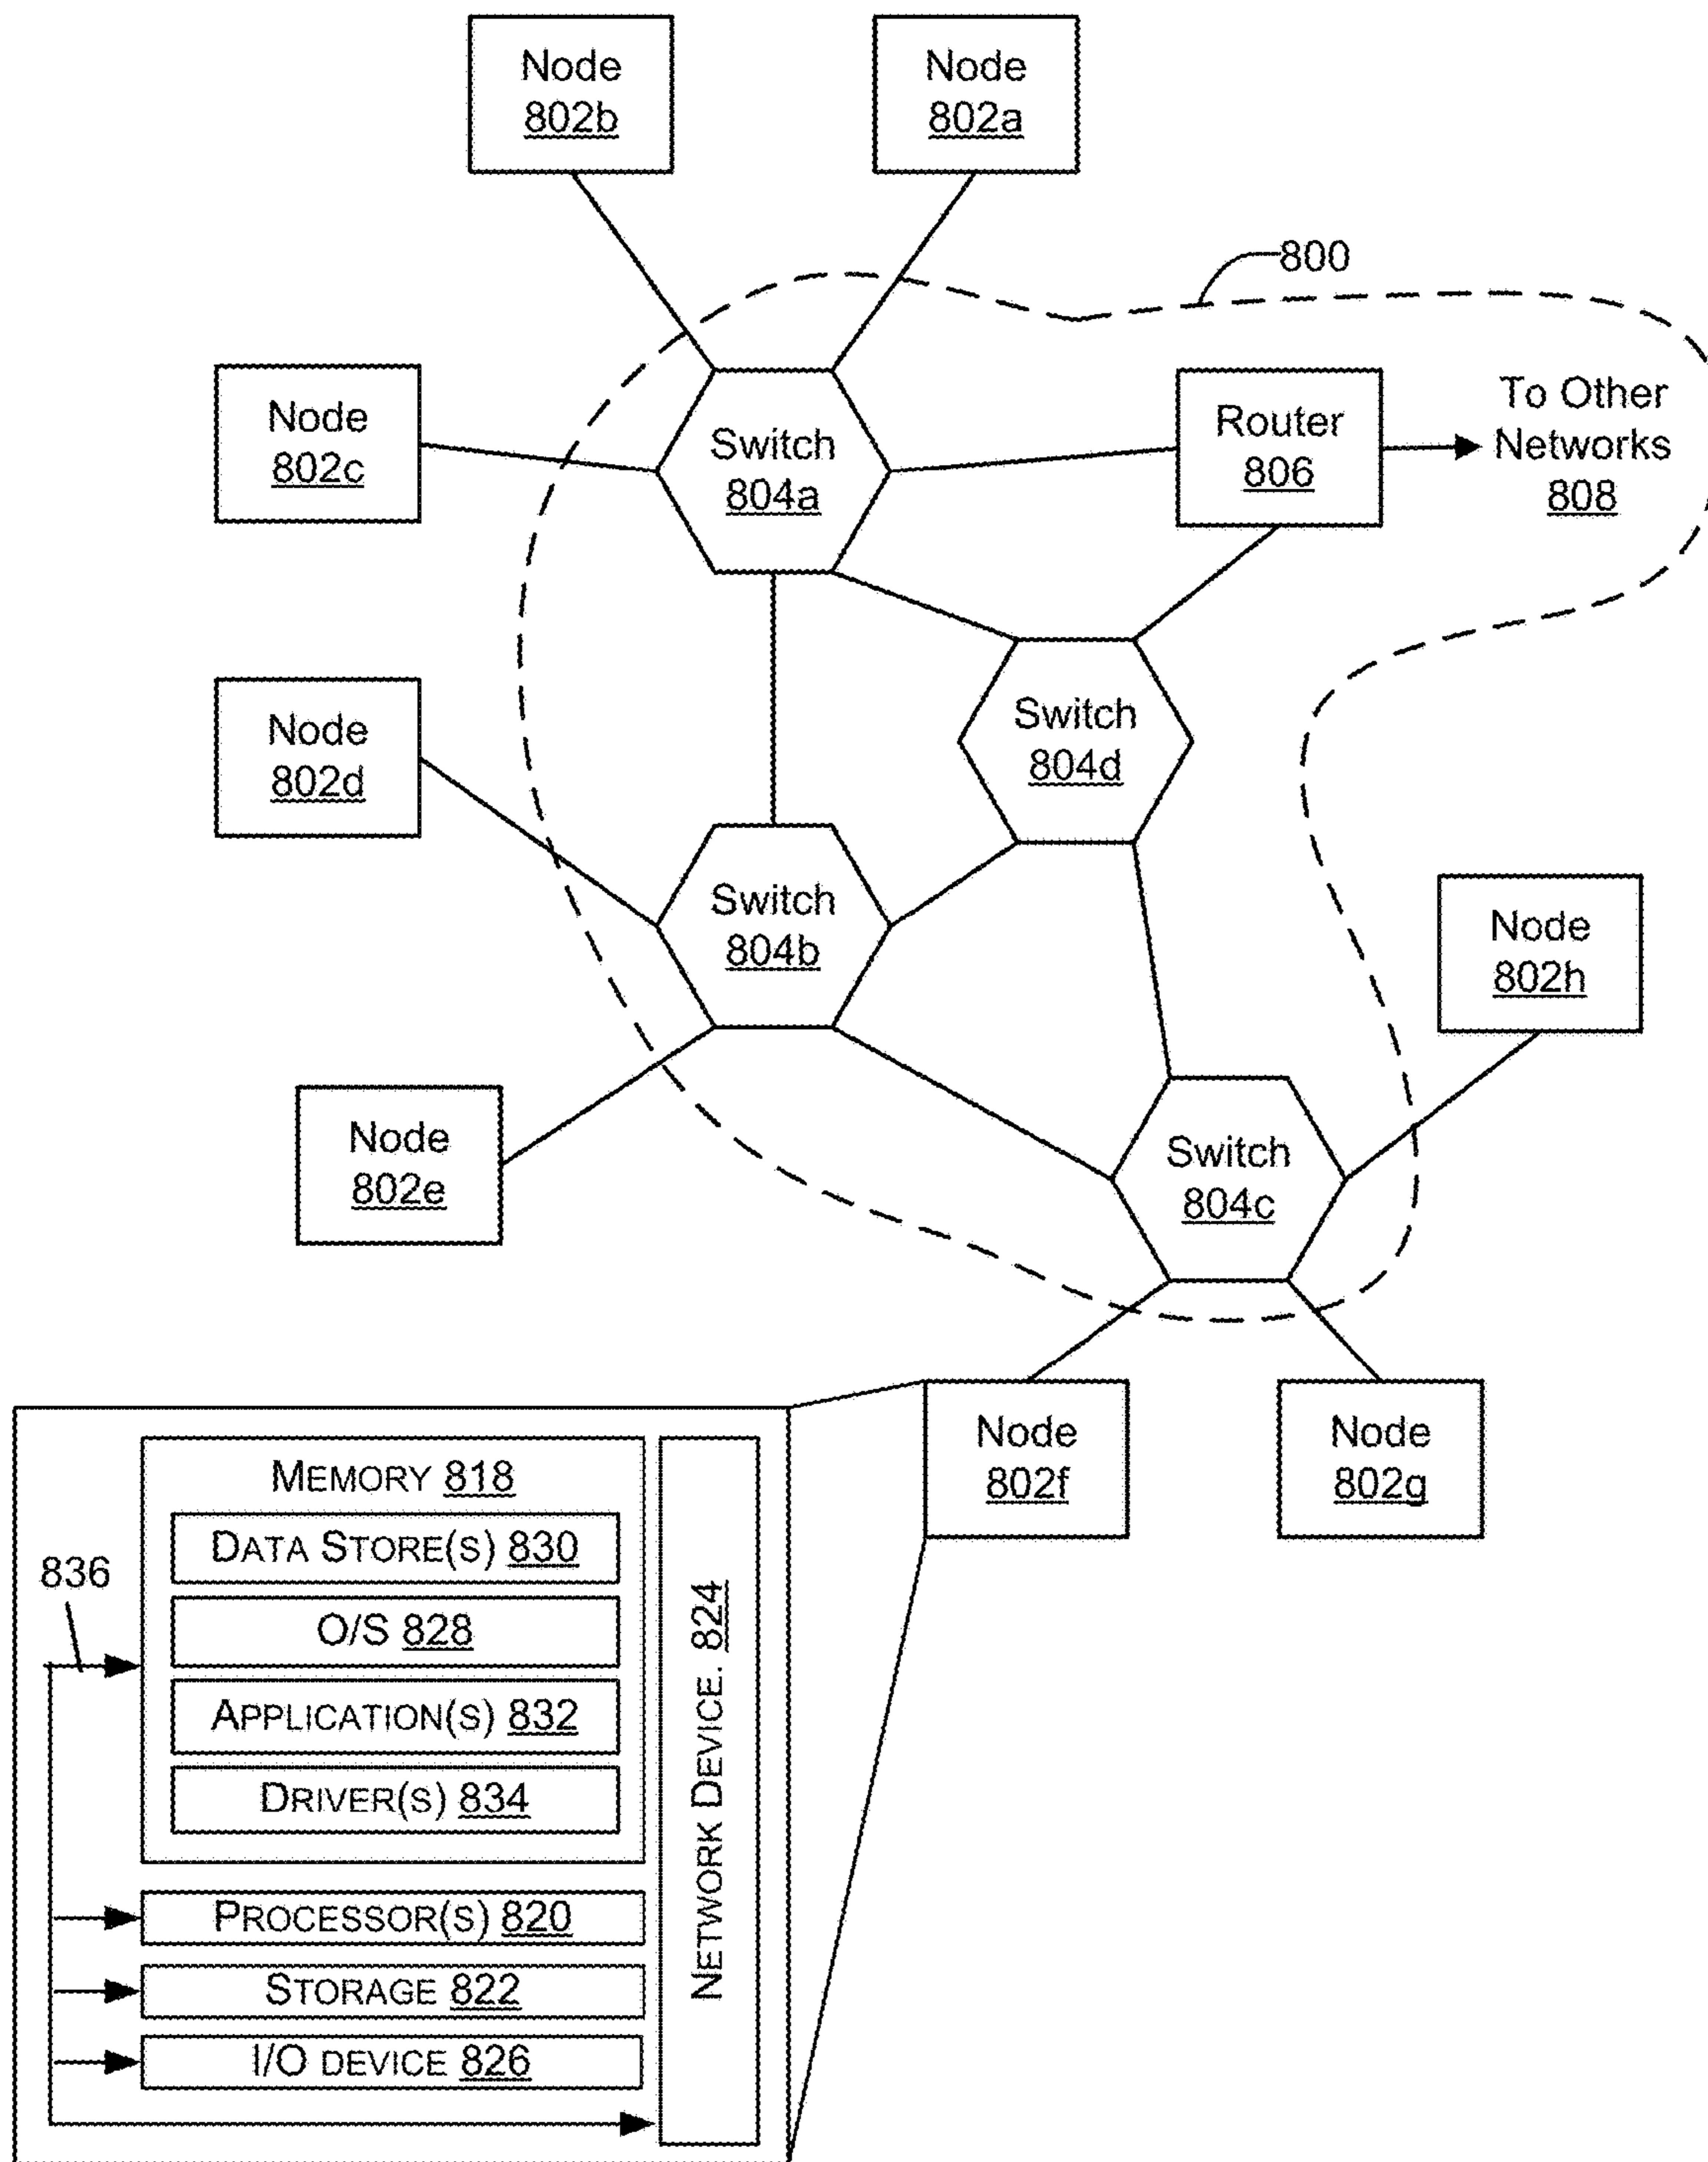 Node
802b
Node
802a
800
Node
802c
Switch
804a
Router
806
To Other
Networks
808
Node
802d
Switch
804d
Switch
804b
Node
802h
Node
802e
Switch
804c
Node
802f
Node
802g
MEMORY 818
DATA STORE(S) 830
836
O/S 828
APPLICATION(S) 832
DRIVER(S) 834
NETWORK DEVICE. 824
PROCESSOR(S) 820
STORAGE 822
I/O DEVICE 826